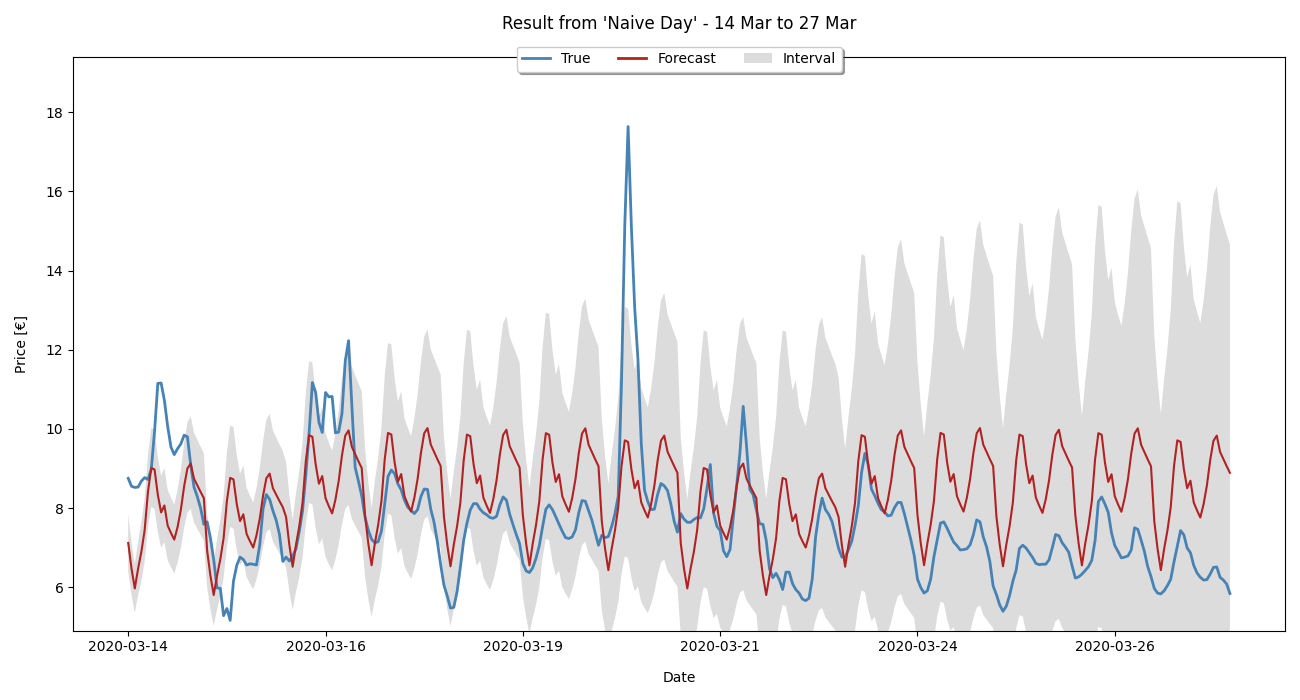 Result from 'Naive Day' - 14 Mar to 27 Mar
True
Forecast
Interval
Price [€]
18
16
14
12
10
8
6
2020-03-14
2020-03-16
2020-03-19
2020-03-21
2020-03-24
2020-03-26
Date